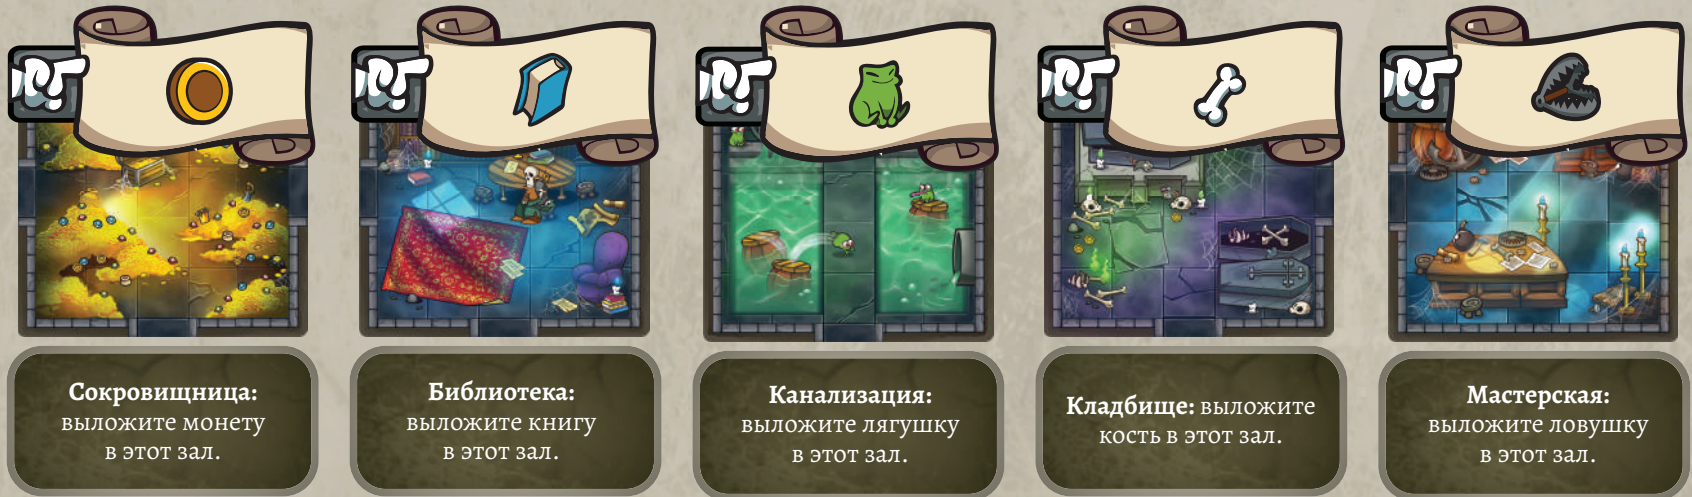 Сокровищница:
выложите монету
в этот зал.
Библиотека:
выложите книгу
в этот зал.
Канализация:
выложите лягушку
в этот зал.
Кладбище: выложите
кость в этот зал.
Мастерская:
выложите ловушку
в этот зал.